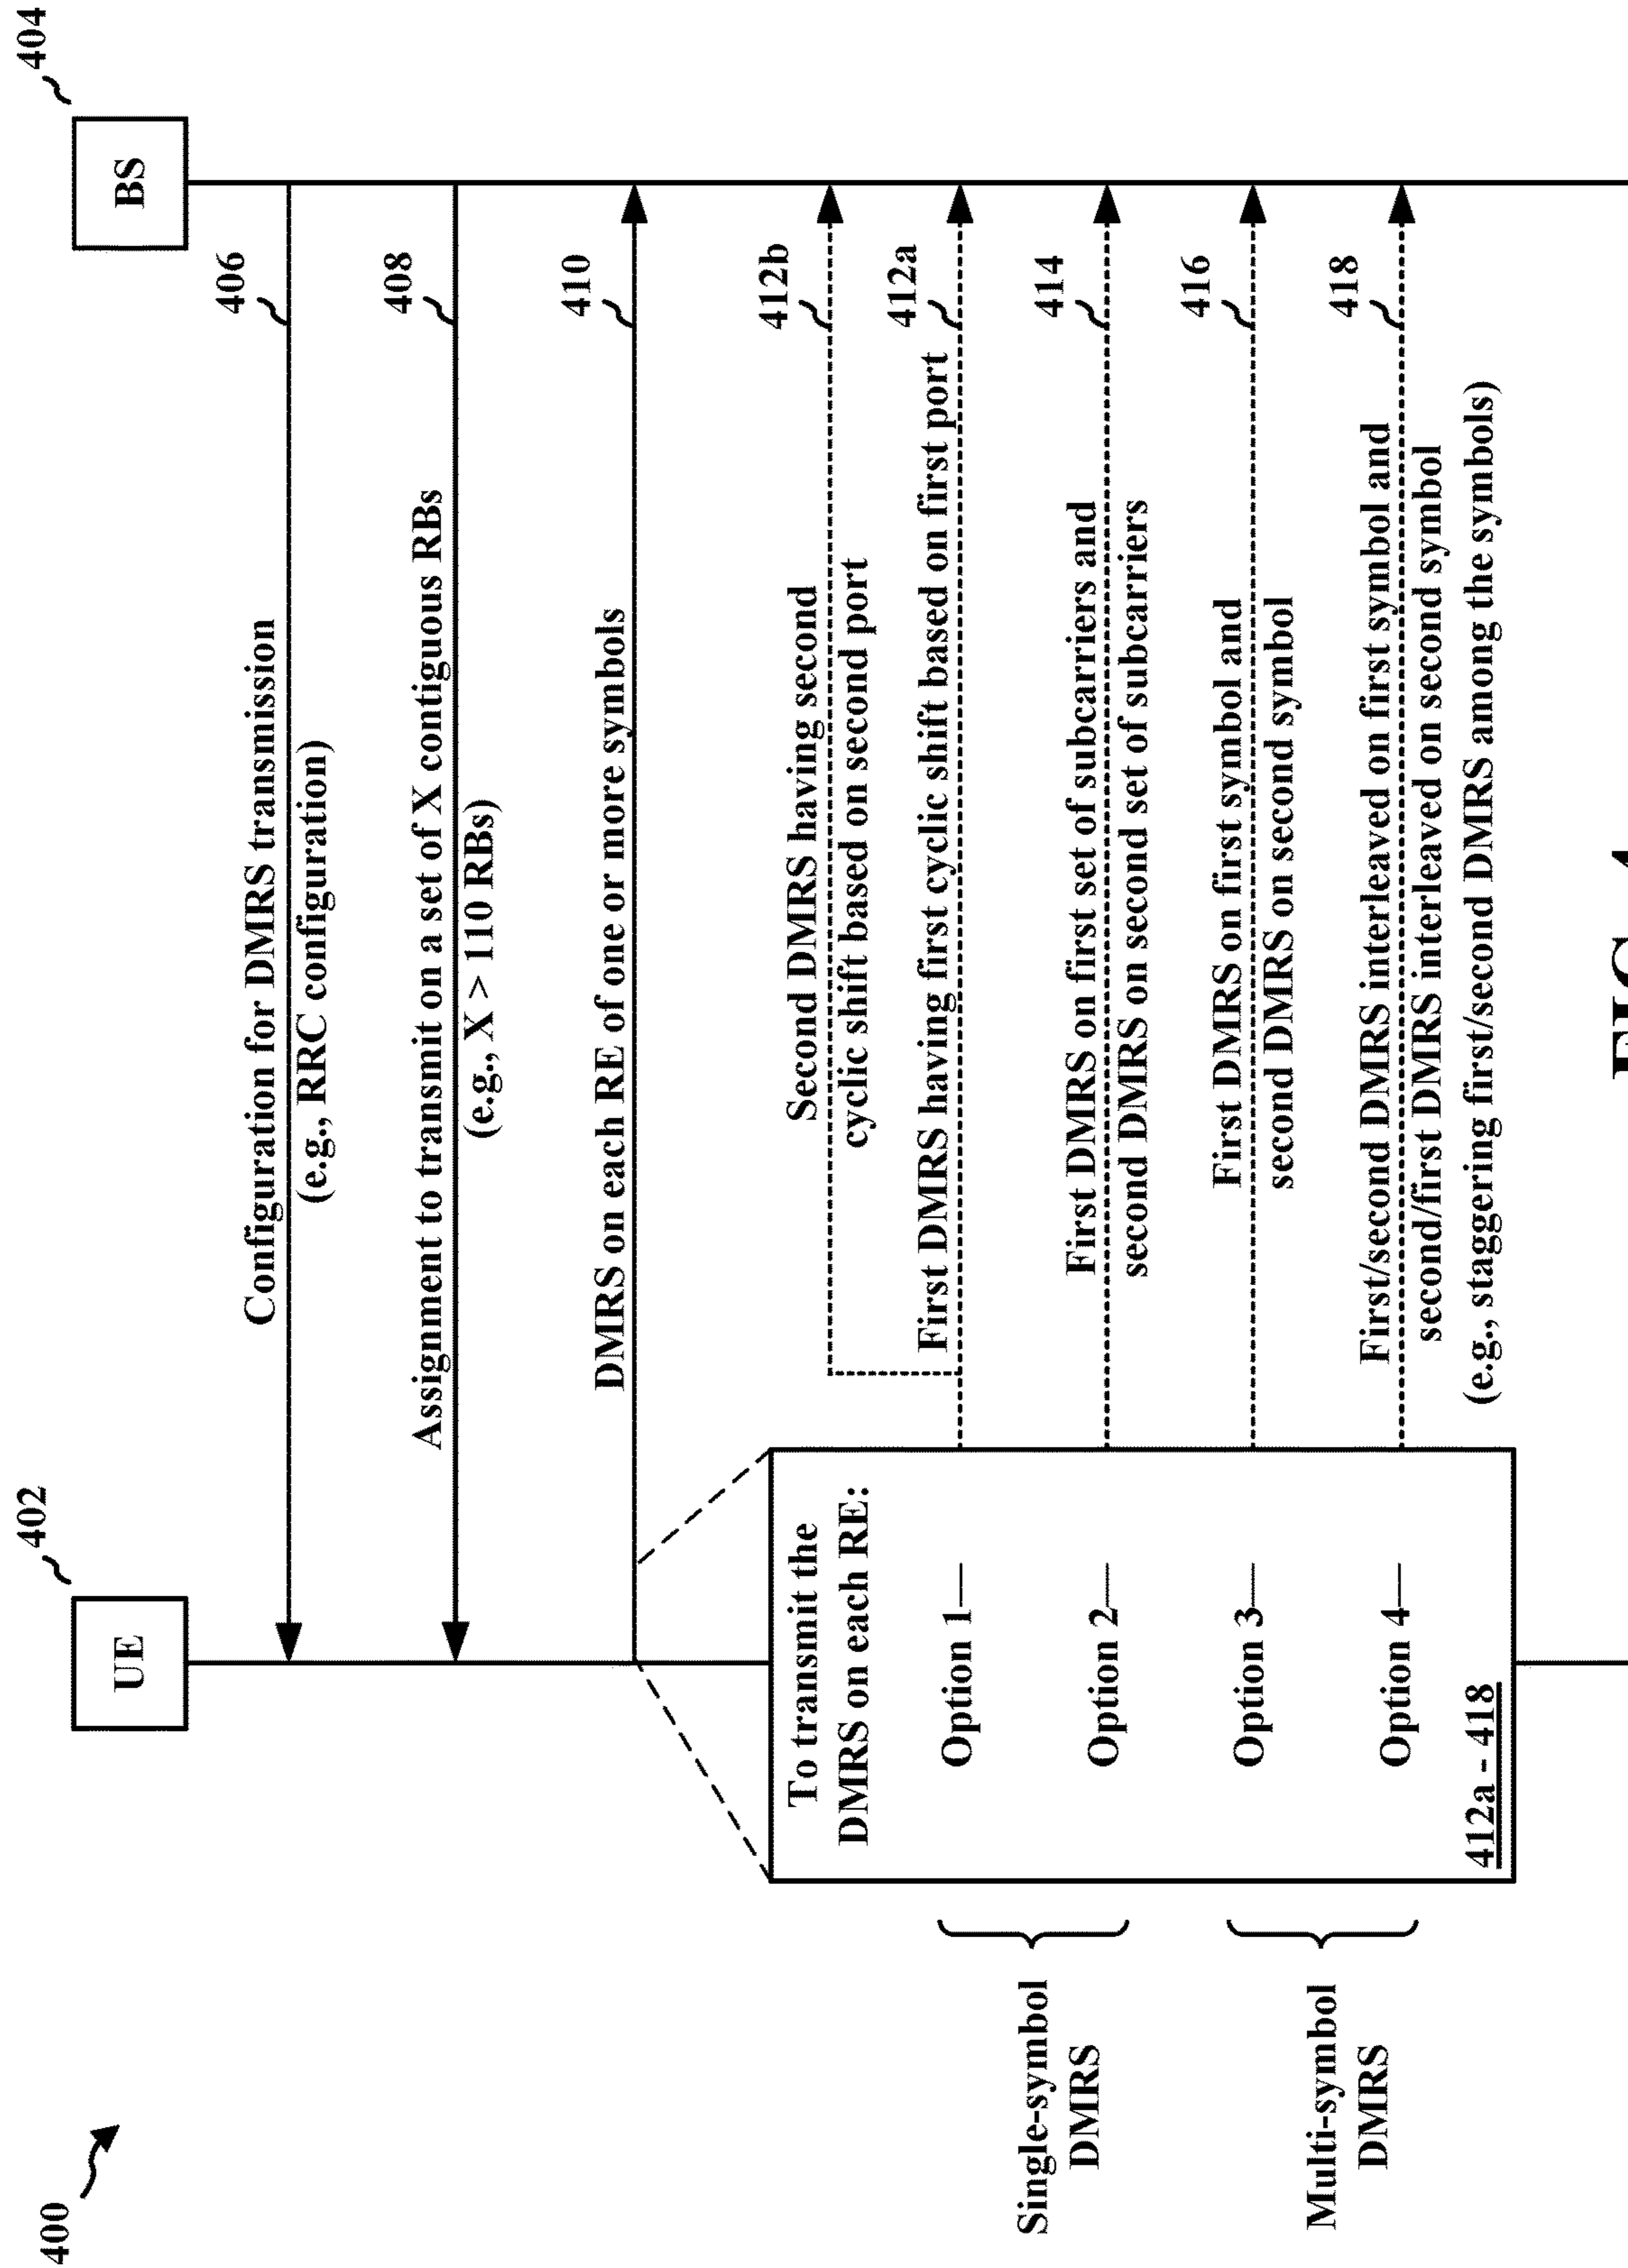 400
402
404
UE
BS
406
Configuration for DMRS transmission
(e.g., RRC configuration)
408
Assignment to transmit on a set of X contiguous RBs
(e.g., X > 110 RBs)
410
DMRS on each RE of one or more symbols
To transmit the
DMRS on each RE:
412b
Second DMRS having second
cyclic shift based on second port
412a
First DMRS having first cyclic shift based on first port
Option 1
414
First DMRS on first set of subcarriers and
second DMRS on second set of subcarriers
Option 2
Single-symbol
DMRS
416
First DMRS on first symbol and
second DMRS on second symbol
Option 3
418
First/second DMRS interleaved on first symbol and
second/first DMRS interleaved on second symbol
(e.g., staggering first/second DMRS among the symbols)
Option 4
Multi-symbol
DMRS
412a - 418